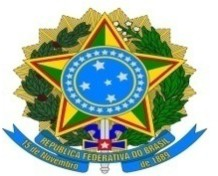 REPÚBLICA FEDERATIVA DO BRASIL
15 de Novembro
de 1889